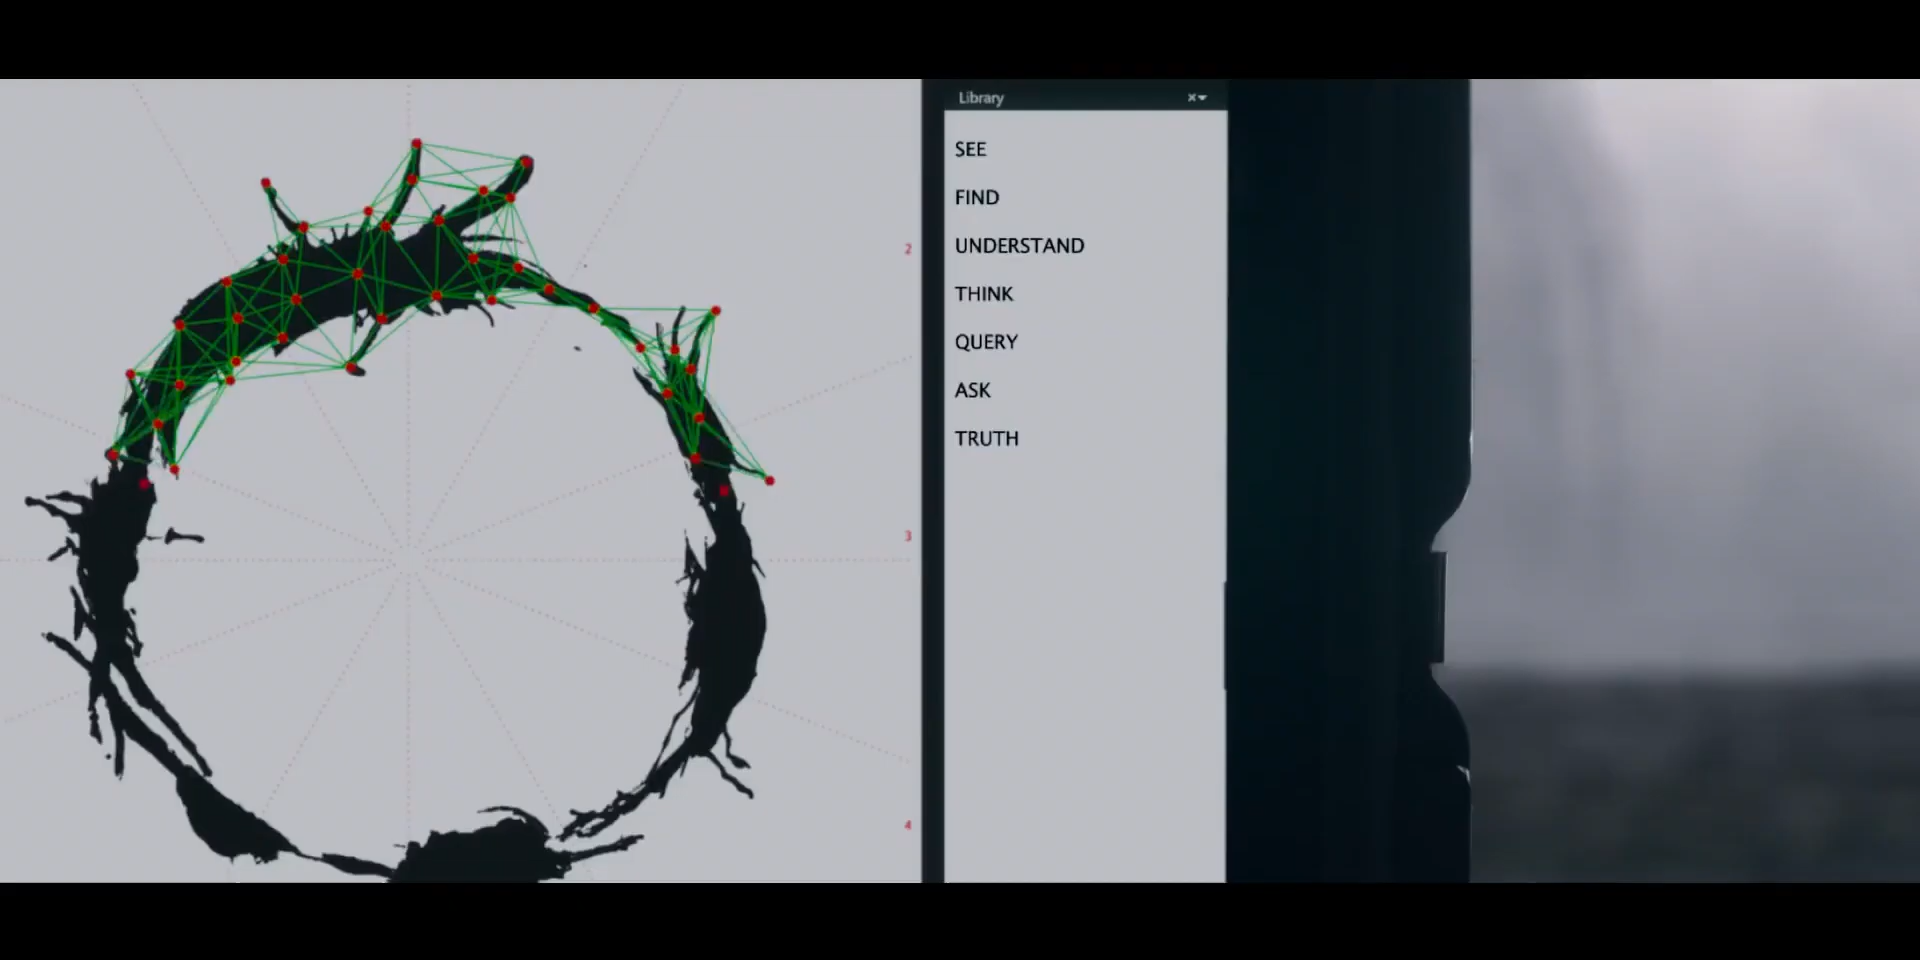 2
3
4
Library
SEE
FIND
UNDERSTAND
THINK
QUERY
ASK
TRUTH